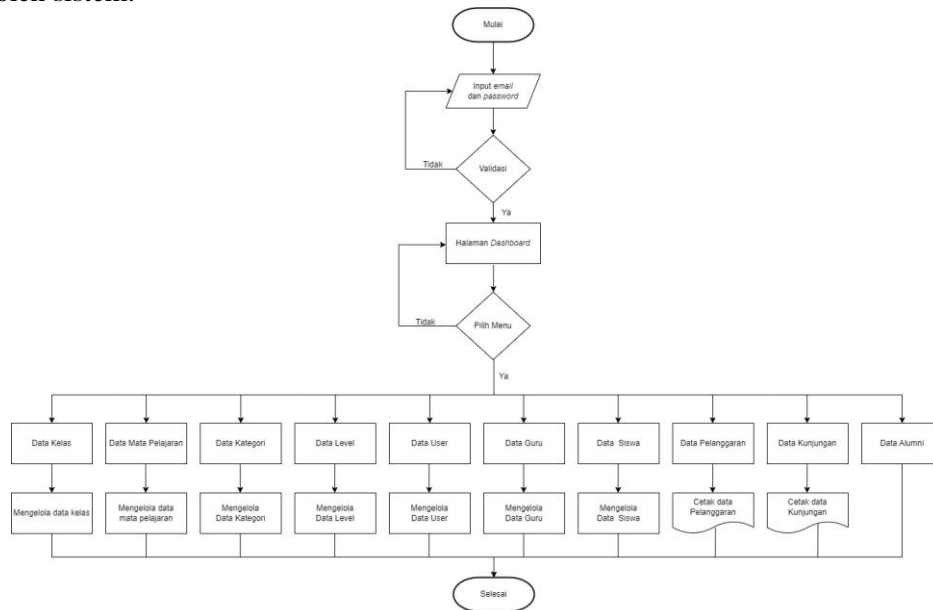 oleh sistem.
Mulai
Input email
dan password
Tidak
Validasi
Ya
Halaman Dashboard
Tidak
Pilih Menu
Ya
Data Kelas
Data Mata Pelajaran
Data Kategori
Data Level
Data User
Data Guru
Data Siswa
Data Pelanggaran
Data Kunjungan
Data Alumni
Mengelola data kelas
Mengelola data
mata pelajaran
Mengelola
Data Kategori
Mengelola
Data Level
Mengelola
Data User
Mengelola
Data Guru
Mengelola
Data Siswa
Cetak data
Pelanggaran
Cetak data
Kunjungan
Selesai